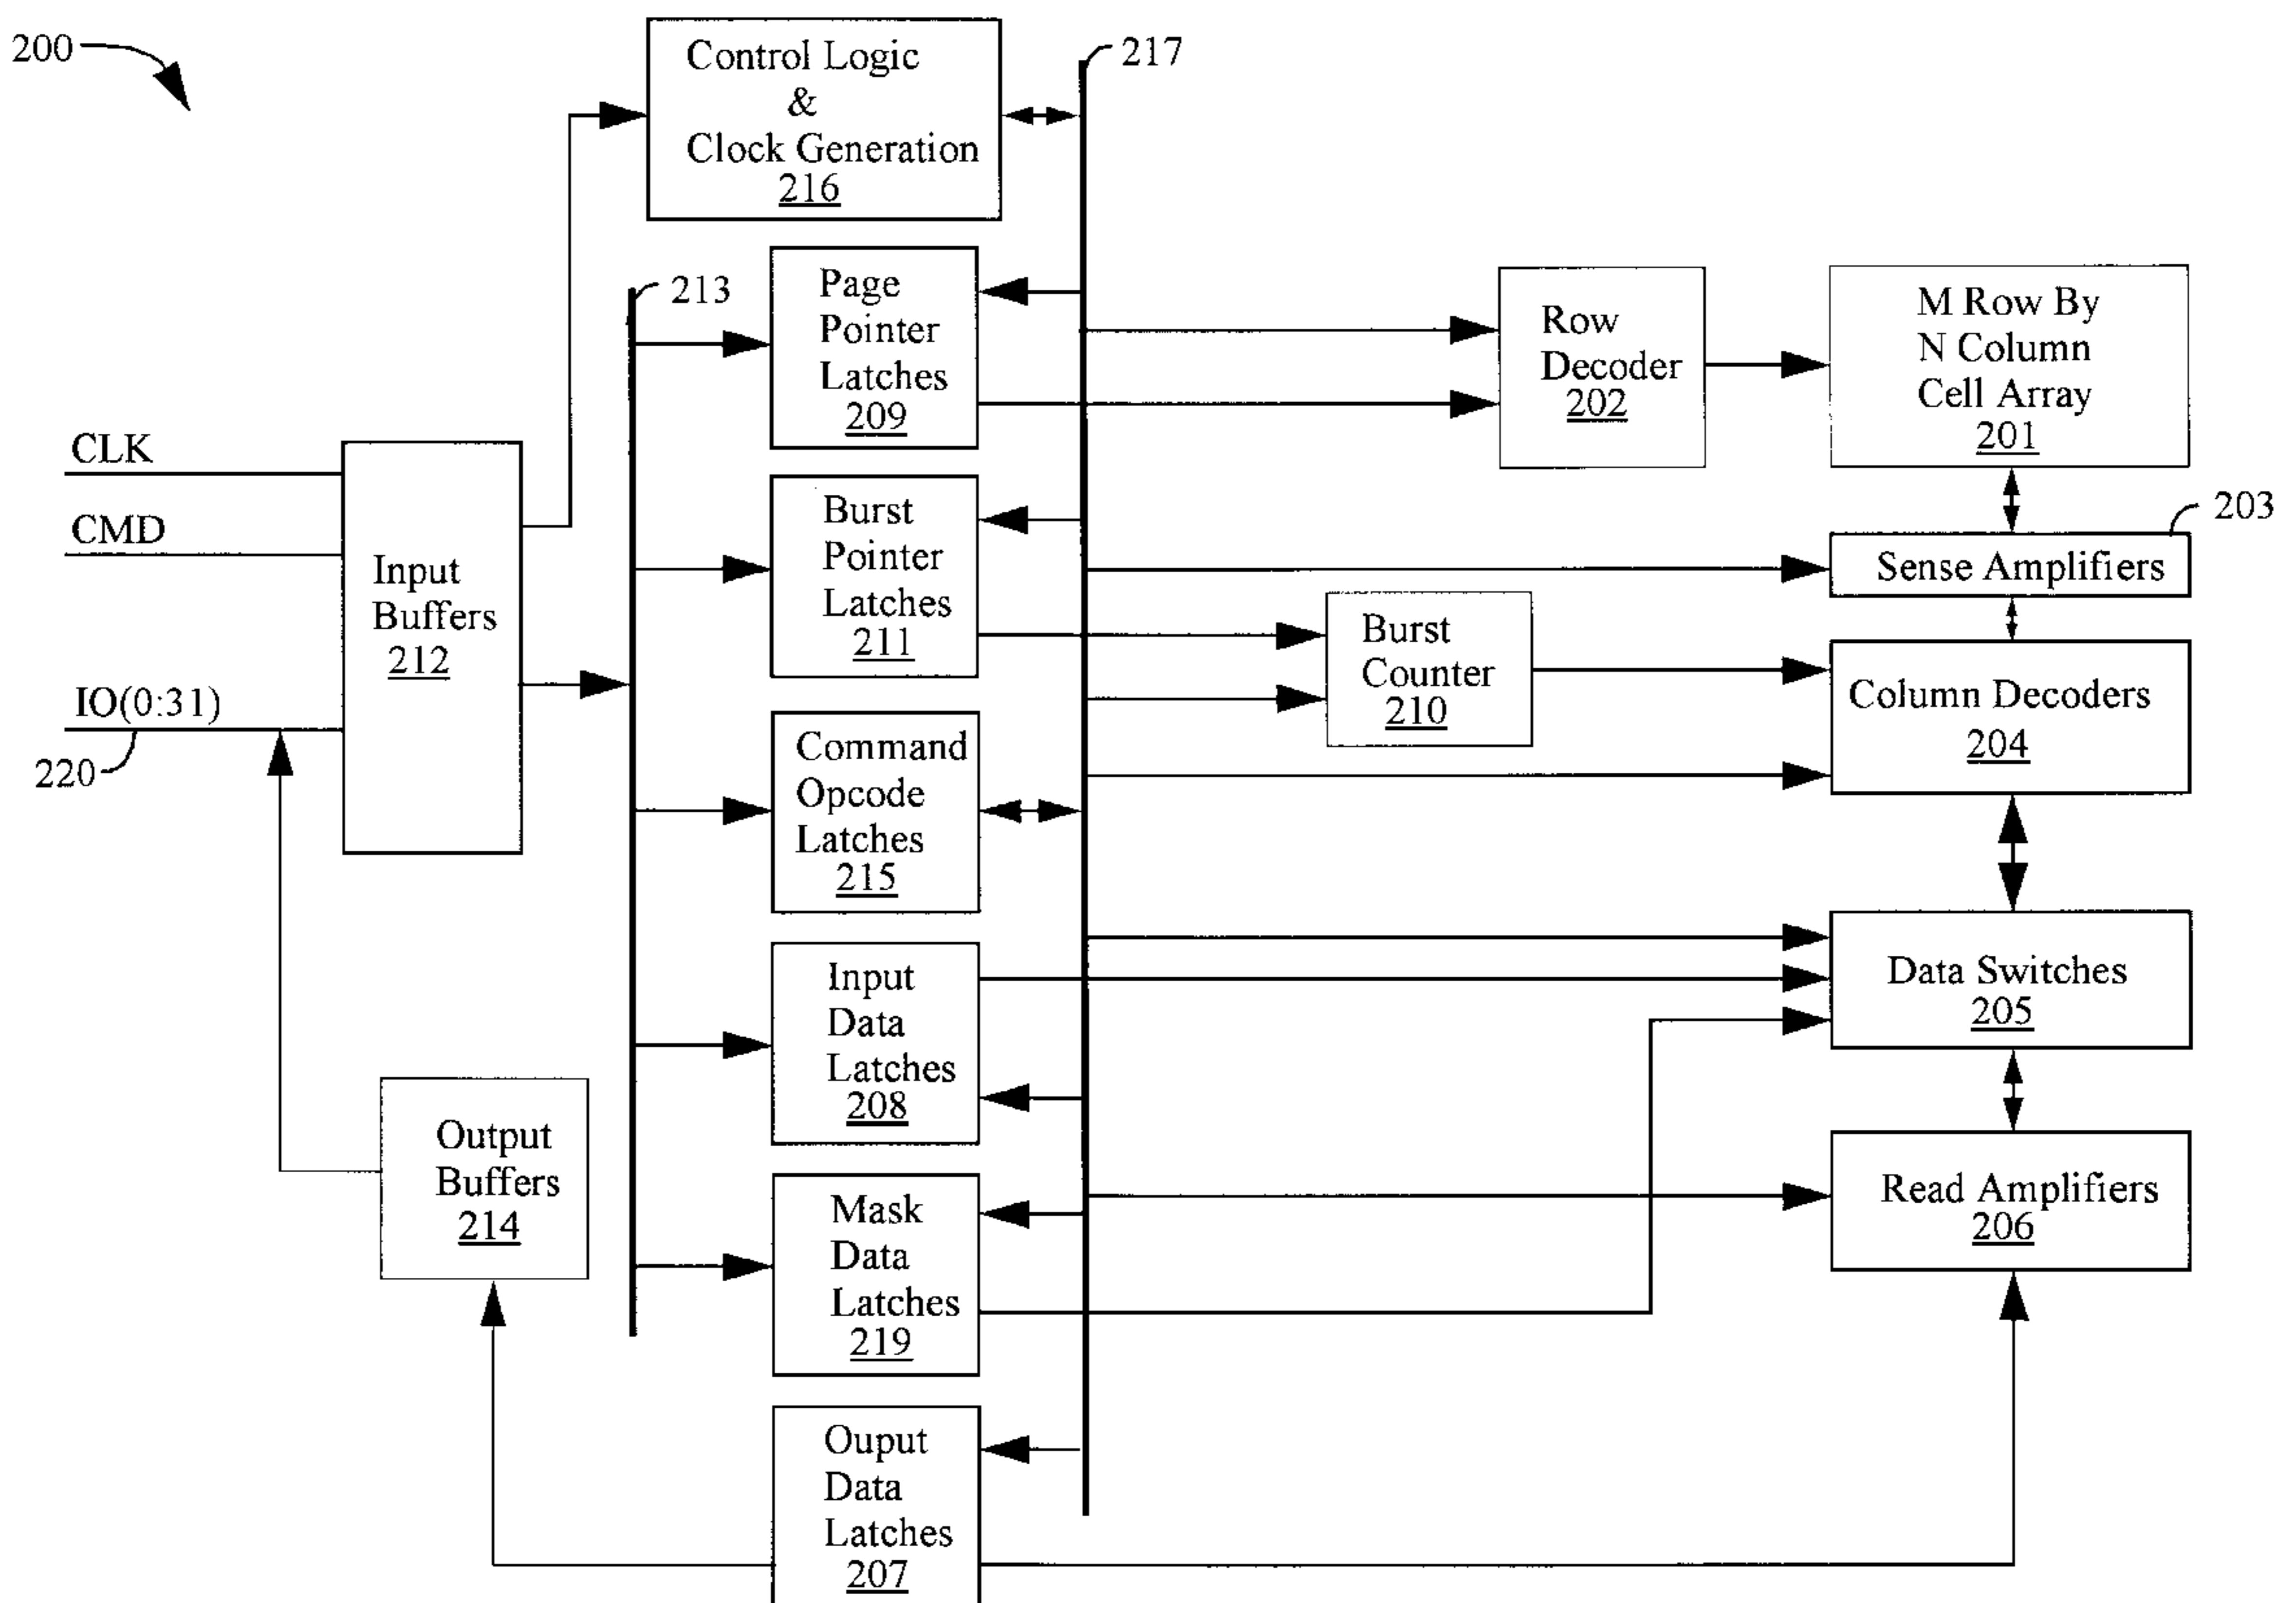 200
Control Logic
&
Clock Generation
216
217
213
Page
Pointer
Latches
209
Row
Decoder
202
M Row By
N Column
Cell Array
201
CLK
CMD
IO(0:31)
220
Input
Buffers
212
Burst
Pointer
Latches
211
203
Sense Amplifiers
Burst
Counter
210
Column Decoders
204
Command
Opcode
Latches
215
Input
Data
Latches
208
Data Switches
205
Output
Buffers
214
Mask
Data
Latches
219
Read Amplifiers
206
Ouput
Data
Latches
207